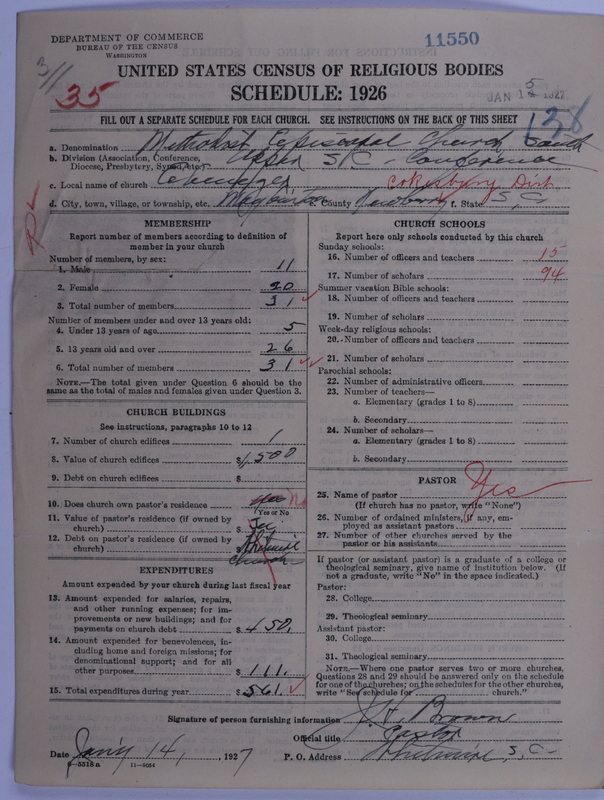 DEPARTMENT OF COMMERCE
BUREAU OF THE CENSUS
WASHINGTON
11550
3/1
35
UNITED STATES CENSUS OF RELIGIOUS BODIES
SCHEDULE: 1926
JAN 15 1927
138
FILL OUT A SEPARATE SCHEDULE FOR EACH CHURCH. SEE INSTRUCTIONS ON THE BACK OF THIS SHEET
a. Denomination Methodist Episcopal Church South
b. Division (Association, Conference, Diocese, Presbytery, Synod, etc.) Upper S.C. Conference
c. Local name of church Ebenezer Cokesbury Dist
d. City, town, village, or township, etc. e. County Newberry f. State S.C.
MEMBERSHIP
Report number of members according to definition of
member in your church
Number of members, by sex:
1. Male 11
2. Female 20
3. Total number of members 31
Number of members under and over 13 years old:
4. Under 13 years of age 5
5. 13 years old and over 26
6. Total number of members 31
NOTE.—The total given under Question 6 should be the
same as the total of males and females given under Question 3.
CHURCH BUILDINGS
See instructions, paragraphs 10 to 12
7. Number of church edifices 1
8. Value of church edifices $1,500
9. Debt on church edifices $
10. Does church own pastor's residence yes No
Yes or No
11. Value of pastor's residence (if owned by
church) $
12. Debt on pastor's residence (if owned by
church) $
church
EXPENDITURES
Amount expended by your church during last fiscal year
13. Amount expended for salaries, repairs,
and other running expenses; for im-
provements or new buildings; and for
payments on church debt $450.
14. Amount expended for benevolences, in-
cluding home and foreign missions; for
denominational support; and for all
other purposes $111.
15. Total expenditures during year $561.
CHURCH SCHOOLS
Report here only schools conducted by this church
Sunday schools:
16. Number of officers and teachers 15
17. Number of scholars 94
Summer vacation Bible schools:
18. Number of officers and teachers
19. Number of scholars
Week-day religious schools:
20. Number of officers and teachers
21. Number of scholars
Parochial schools:
22. Number of administrative officers
23. Number of teachers—
a. Elementary (grades 1 to 8)
b. Secondary
24. Number of scholars—
a. Elementary (grades 1 to 8)
b. Secondary
PASTOR
25. Name of pastor Yes
(If church has no pastor, write "None")
26. Number of ordained ministers, if any, em-
ployed as assistant pastors
27. Number of other churches served by the
pastor or his assistants
If pastor (or assistant pastor) is a graduate of a college or
theological seminary, give name of institution below. (If
not a graduate, write "No" in the space indicated.)
Pastor:
28. College
29. Theological seminary
Assistant pastor:
30. College
31. Theological seminary
NOTE.—Where one pastor serves two or more churches,
Questions 28 and 29 should be answered only on the schedule
for one of the churches; on the schedules for the other churches,
write "See schedule for church."
Signature of person furnishing information J. H. Brown
Official title Pastor
Date Jan'y 14, 1927 P. O. Address Whitmire, S.C.
8—5518a 11—9054